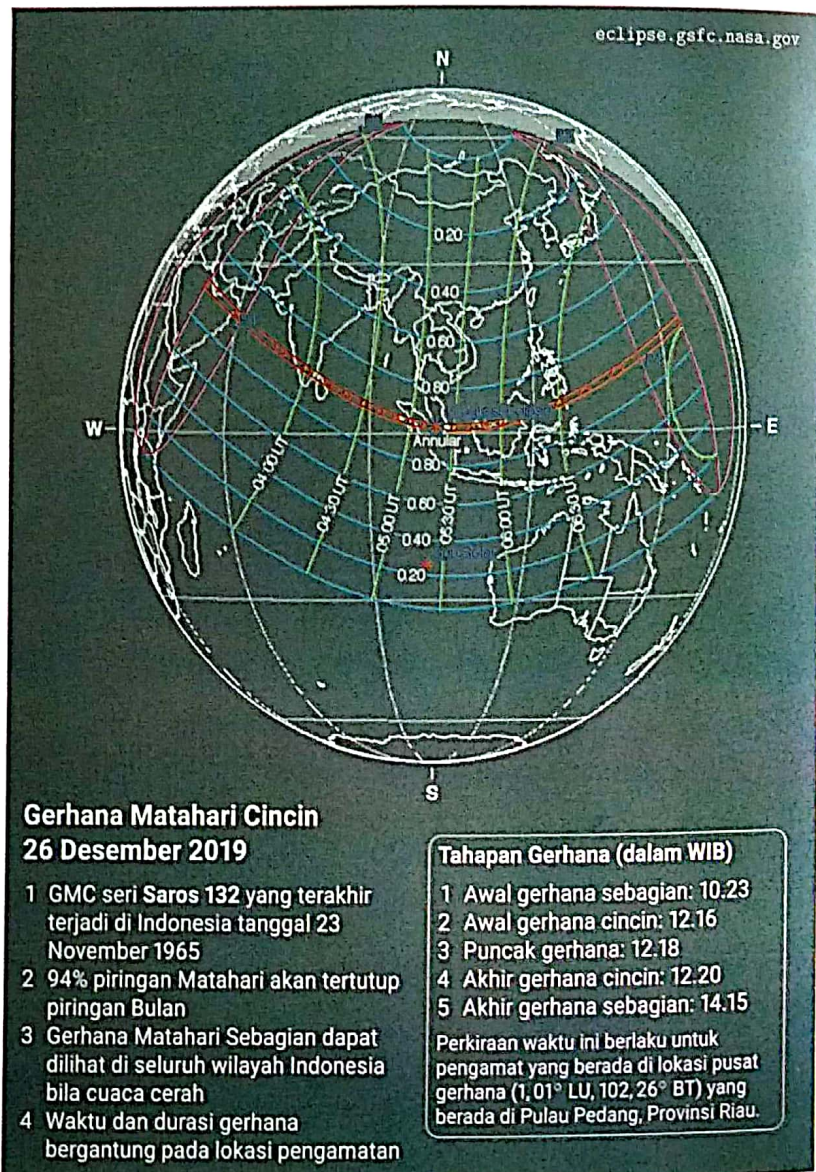 eclipse.gsfc.nasa.gov
N
0.20
0.40
0.60
0.80
W
E
Annular
0.80
04:00 UT
04:30 UT
05:00 UT
05:30 UT
06:00 UT
06:30 UT
0.60
0.40
0.20
S
Gerhana Matahari Cincin
26 Desember 2019
1 GMC seri Saros 132 yang terakhir
terjadi di Indonesia tanggal 23
November 1965
2 94% piringan Matahari akan tertutup
piringan Bulan
3 Gerhana Matahari Sebagian dapat
dilihat di seluruh wilayah Indonesia
bila cuaca cerah
4 Waktu dan durasi gerhana
bergantung pada lokasi pengamatan
Tahapan Gerhana (dalam WIB)
1 Awal gerhana sebagian: 10.23
2 Awal gerhana cincin: 12.16
3 Puncak gerhana: 12.18
4 Akhir gerhana cincin: 12.20
5 Akhir gerhana sebagian: 14.15
Perkiraan waktu ini berlaku untuk
pengamat yang berada di lokasi pusat
gerhana (1,01° LU, 102,26° BT) yang
berada di Pulau Pedang, Provinsi Riau.